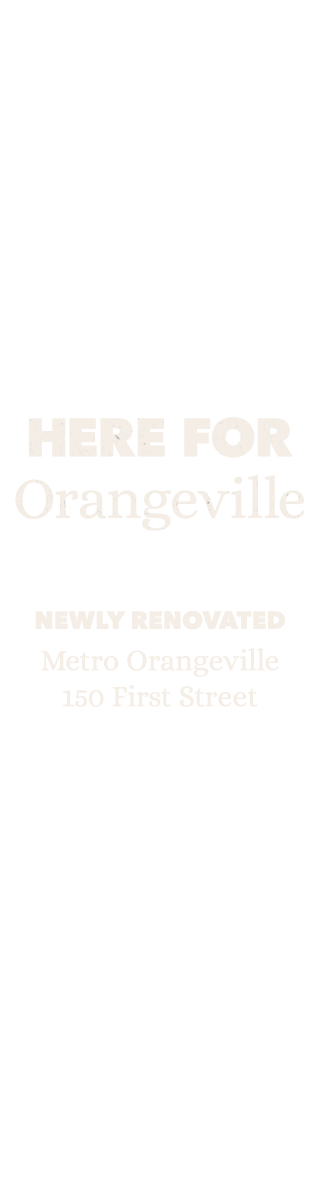 HERE FOR
Orangeville
NEWLY RENOVATED
Metro Orangeville
150 First Street